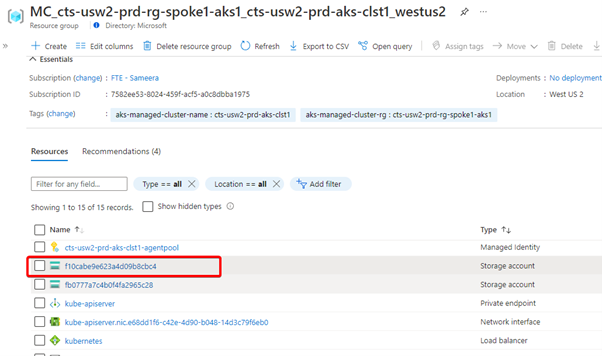 MC_cts-usw2-prd-rg-spoke1-aks1_cts-usw2-prd-aks-clst1_westus2
Resource group Directory: Microsoft
Create Edit columns Delete resource group Refresh Export to CSV Open query Assign tags Move Delete
Essentials
Subscription (change) : FTE - Sameera Deployments : No deployment
Subscription ID : 7582ee53-8024-459f-acf5-a0c8dbba1975 Location : West US 2
Tags (change) : aks-managed-cluster-name : cts-usw2-prd-aks-clst1 aks-managed-cluster-rg : cts-usw2-prd-rg-spoke1-aks1
Resources Recommendations (4)
Filter for any field... Type == all Location == all Add filter
Showing 1 to 15 of 15 records. Show hidden types
Name Type
cts-usw2-prd-aks-clst1-agentpool Managed Identity
f10cabe9e623a4d09b8cbc4 Storage account
fb0777a7c4b0f4fa2965c28 Storage account
kube-apiserver Private endpoint
kube-apiserver.nic.e68dd1f6-c42e-4d90-b048-14d3c79f6eb0 Network interface
kubernetes Load balancer